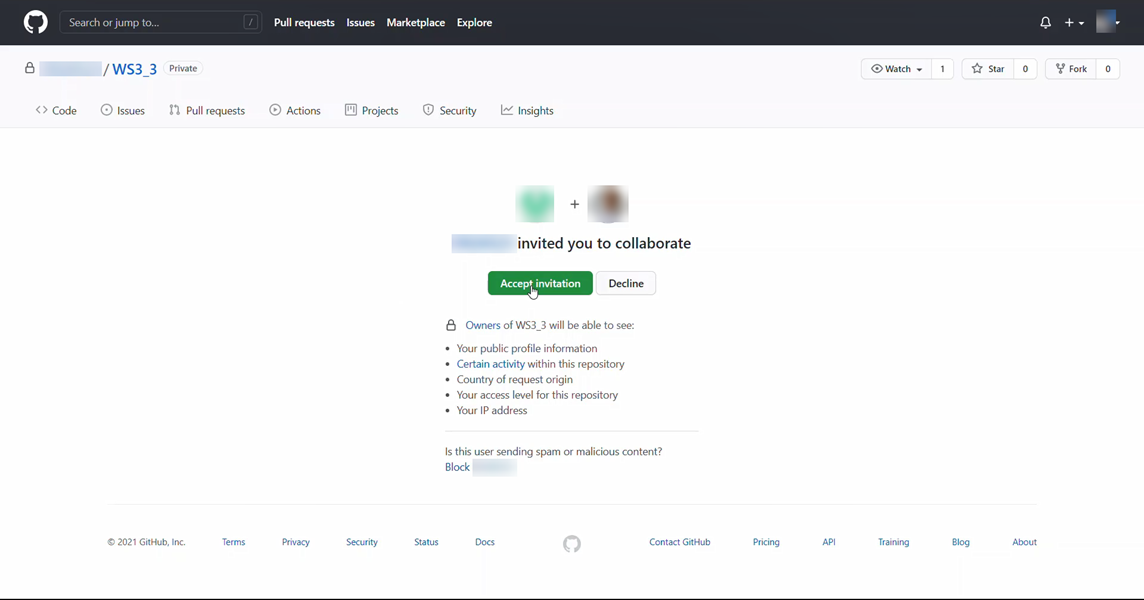 Search or jump to... /
Pull requests Issues Marketplace Explore
/ WS3_3 Private
Watch 1 Star 0 Fork 0
Code Issues Pull requests Actions Projects Security Insights
+
invited you to collaborate
Accept invitation Decline
Owners of WS3_3 will be able to see:
• Your public profile information
• Certain activity within this repository
• Country of request origin
• Your access level for this repository
• Your IP address
Is this user sending spam or malicious content?
Block
© 2021 GitHub, Inc. Terms Privacy Security Status Docs Contact GitHub Pricing API Training Blog About